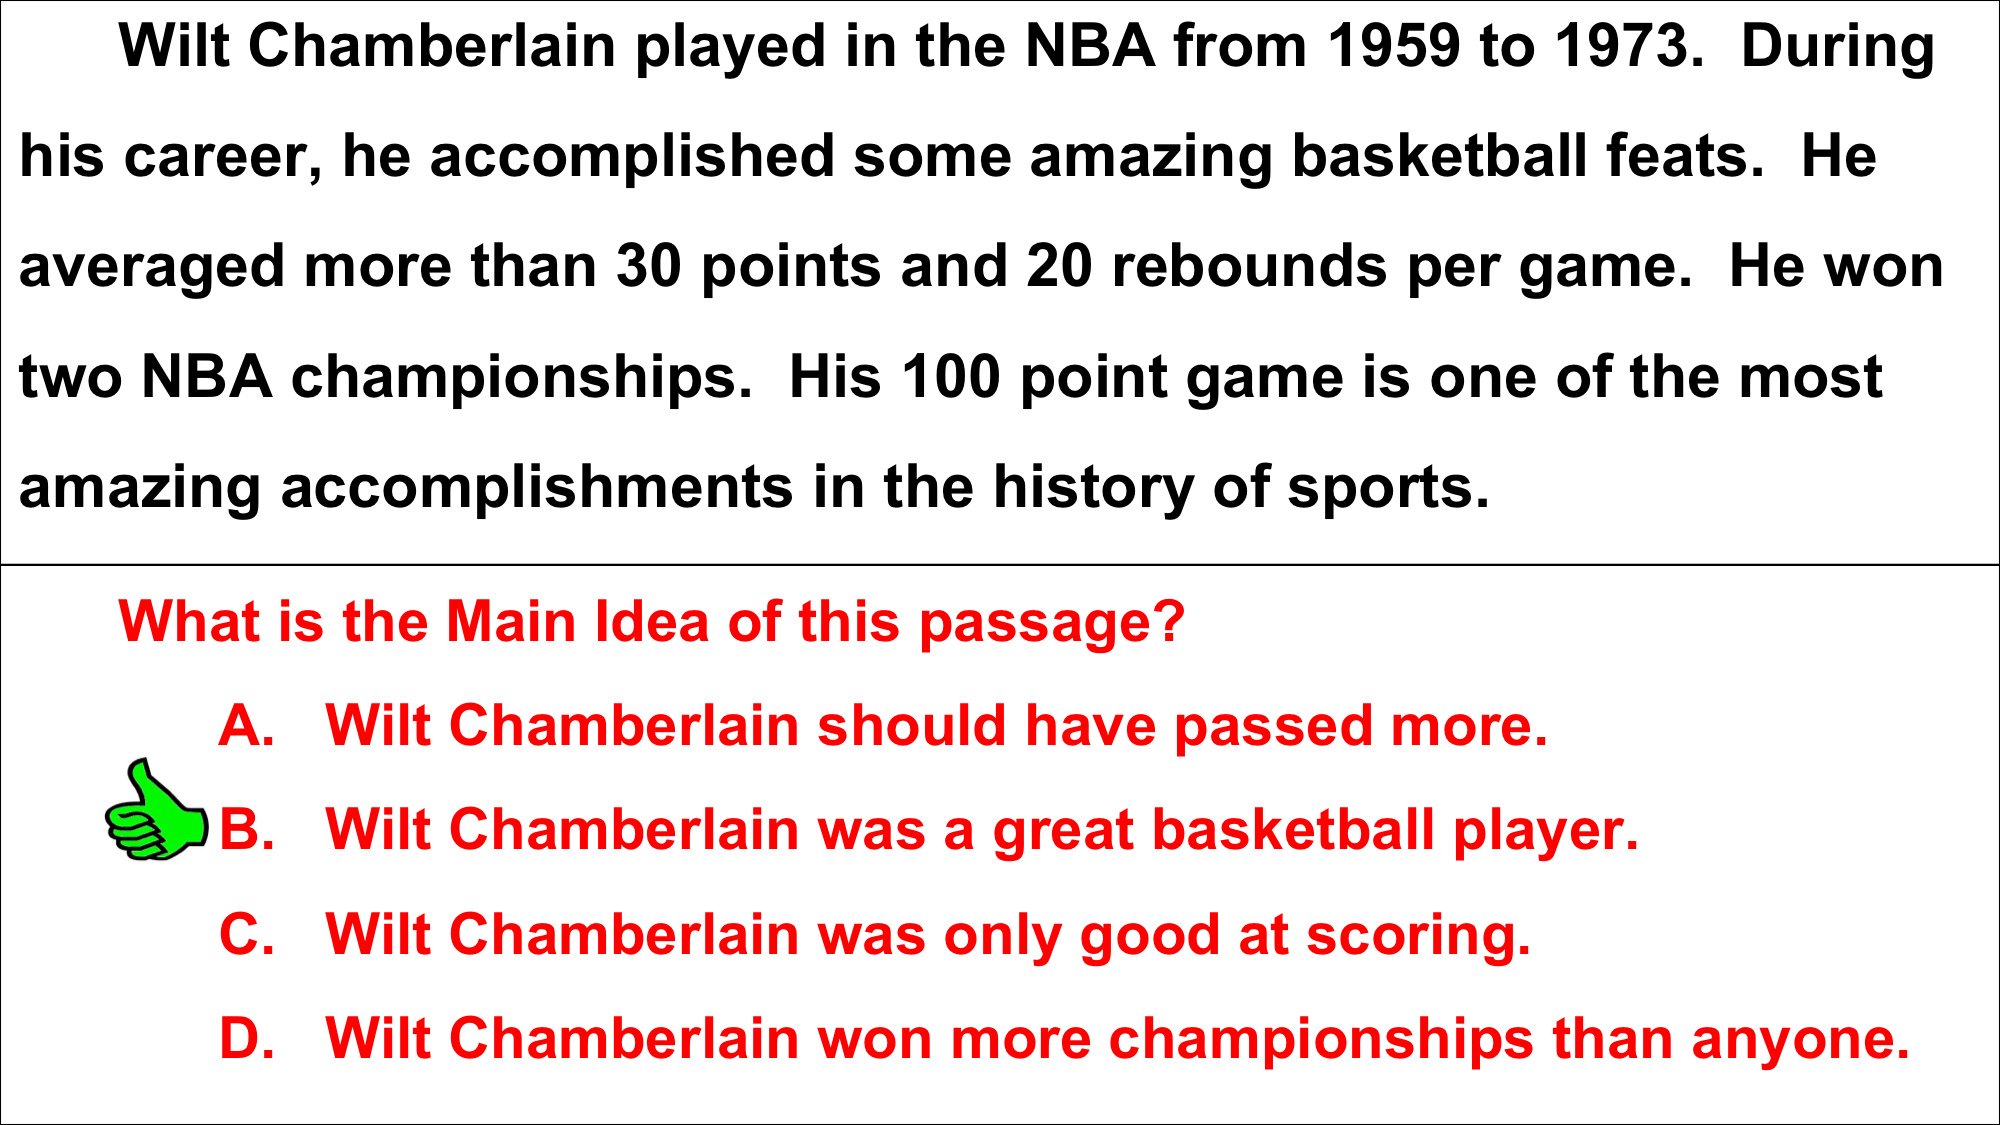 Wilt Chamberlain played in the NBA from 1959 to 1973.  During
his career, he accomplished some amazing basketball feats.  He
averaged more than 30 points and 20 rebounds per game.  He won
two NBA championships.  His 100 point game is one of the most
amazing accomplishments in the history of sports.
What is the Main Idea of this passage?
A.   Wilt Chamberlain should have passed more.
B.   Wilt Chamberlain was a great basketball player.
C.   Wilt Chamberlain was only good at scoring.
D.   Wilt Chamberlain won more championships than anyone.